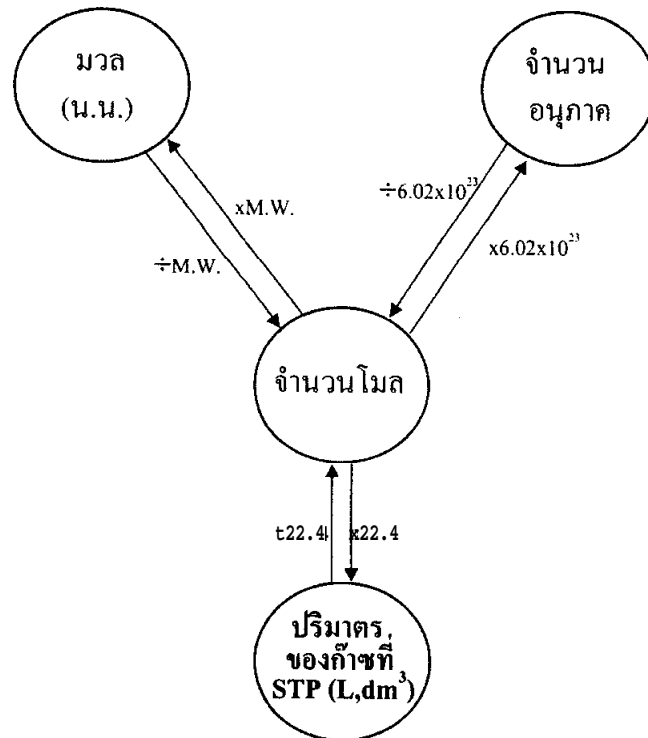 มวล
(น.น.)
จำนวน
อนุภาค
xM.W.
÷M.W.
÷6.02x10²³
x6.02x10²³
จำนวนโมล
t22.4
x22.4
ปริมาตร
ของก๊าซที่
STP (L,dm³)